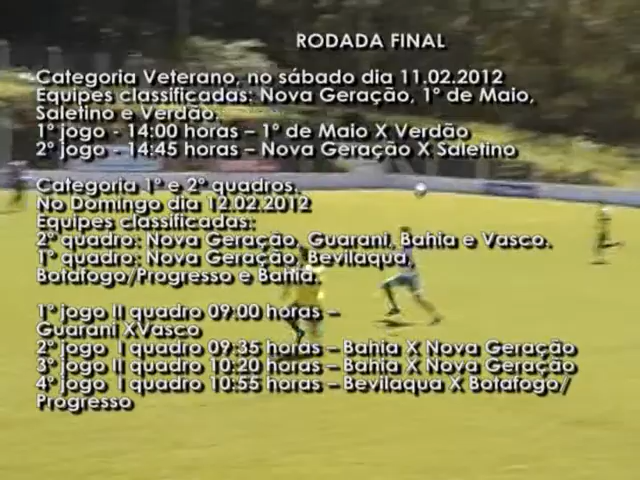 RODADA FINAL
Categoria Veterano, no sábado dia 11.02.2012
Equipes classificadas: Nova Geração, 1º de Maio,
Saletino e Verdão.
1º jogo - 14:00 horas – 1º de Maio X Verdão
2º jogo - 14:45 horas – Nova Geração X Saletino
Categoria 1º e 2º quadros.
No Domingo dia 12.02.2012
Equipes classificadas:
2º quadro: Nova Geração, Guarani, Bahia e Vasco.
1º quadro: Nova Geração, Bevilaqua,
Botafogo/Progresso e Bahia.
1º jogo II quadro 09:00 horas –
Guarani XVasco
2º jogo I quadro 09:35 horas – Bahia X Nova Geração
3º jogo II quadro 10:20 horas – Bahia X Nova Geração
4º jogo I quadro 10:55 horas – Bevilaqua X Botafogo/
Progresso